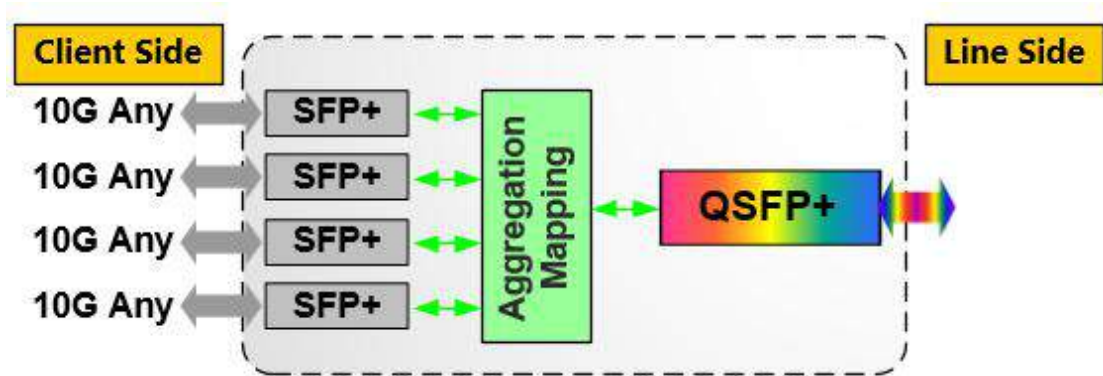 Client Side
Line Side
10G Any
SFP+
10G Any
SFP+
10G Any
SFP+
10G Any
SFP+
Aggregation
Mapping
QSFP+